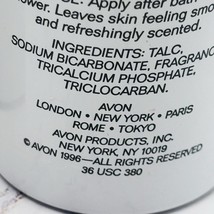 : Apply after bath
ower. Leaves skin feeling smo
and refreshingly scented.
INGREDIENTS: TALC,
SODIUM BICARBONATE, FRAGRANC
TRICALCIUM PHOSPHATE,
TRICLOCARBAN.
AVON
LONDON • NEW YORK • PARIS
ROME • TOKYO
AVON PRODUCTS, INC.
NEW YORK, NY 10019
© AVON 1996—ALL RIGHTS RESERVED
36 USC 380